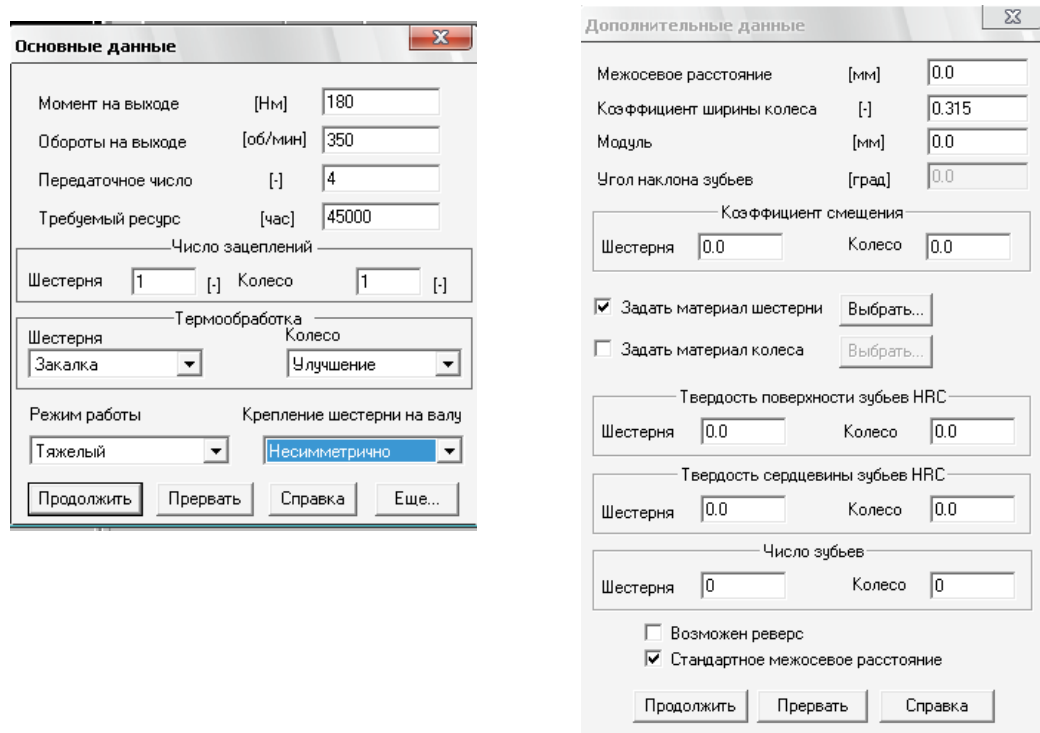 Основные данные
Момент на выходе [Нм] 180
Обороты на выходе [об/мин] 350
Передаточное число [-] 4
Требуемый ресурс [час] 45000
Число зацеплений
Шестерня 1 [-] Колесо 1 [-]
Термообработка
Шестерня Колесо
Закалка Улучшение
Режим работы Крепление шестерни на валу
Тяжелый Несимметрично
Продолжить Прервать Справка Еще...
Дополнительные данные
Межосевое расстояние [мм] 0.0
Коэффициент ширины колеса [-] 0.315
Модуль [мм] 0.0
Угол наклона зубьев [град] 0.0
Коэффициент смещения
Шестерня 0.0 Колесо 0.0
Задать материал шестерни Выбрать...
Задать материал колеса Выбрать...
Твердость поверхности зубьев HRC
Шестерня 0.0 Колесо 0.0
Твердость сердцевины зубьев HRC
Шестерня 0.0 Колесо 0.0
Число зубьев
Шестерня 0 Колесо 0
Возможен реверс
Стандартное межосевое расстояние
Продолжить Прервать Справка